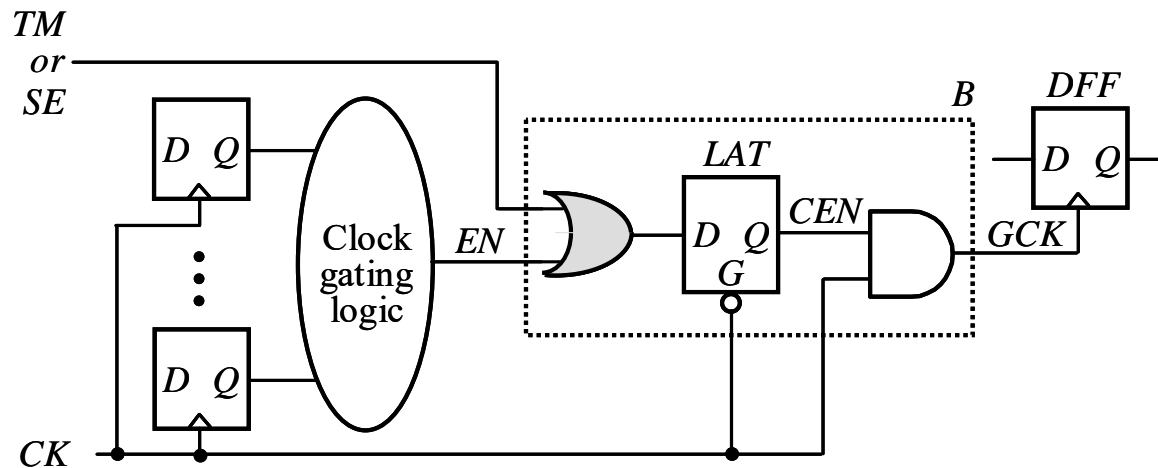 TM
or
SE
D Q
D Q
CK
Clock
gating
logic
EN
B
LAT
D Q
G
CEN
GCK
DFF
D Q